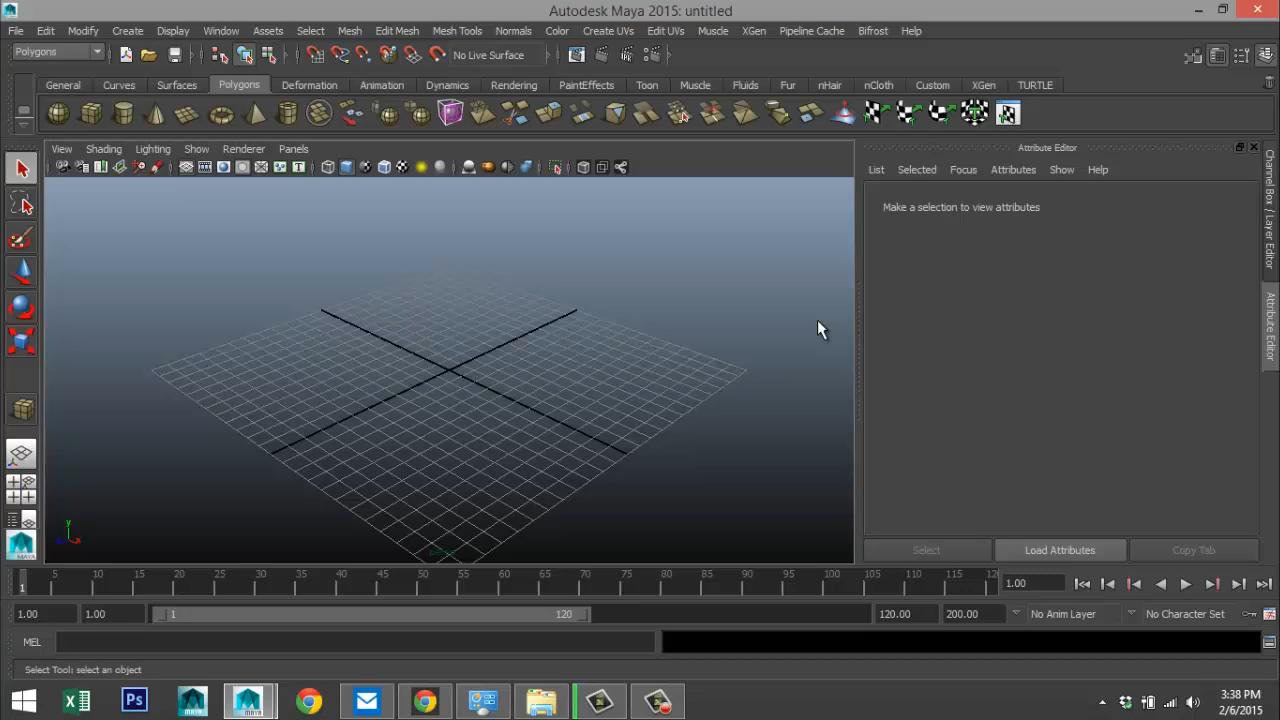 Autodesk Maya 2015: untitled
File Edit Modify Create Display Window Assets Select Mesh Edit Mesh Mesh Tools Normals Color Create UVs Edit UVs Muscle XGen Pipeline Cache Bifrost Help
Polygons No Live Surface
General Curves Surfaces Polygons Deformation Animation Dynamics Rendering PaintEffects Toon Muscle Fluids Fur nHair nCloth Custom XGen TURTLE
View Shading Lighting Show Renderer Panels
Attribute Editor
List Selected Focus Attributes Show Help
Make a selection to view attributes
Channel Box / Layer Editor
Attribute Editor
y
persp
Select Load Attributes Copy Tab
MAYA
1 5 10 15 20 25 30 35 40 45 50 55 60 65 70 75 80 85 90 95 100 105 110 12 1.00
1.00 1.00 1 120 120.00 200.00 No Anim Layer No Character Set
MEL
Select Tool: select an object
Ps MAYA MAYA
3:38 PM
2/6/2015